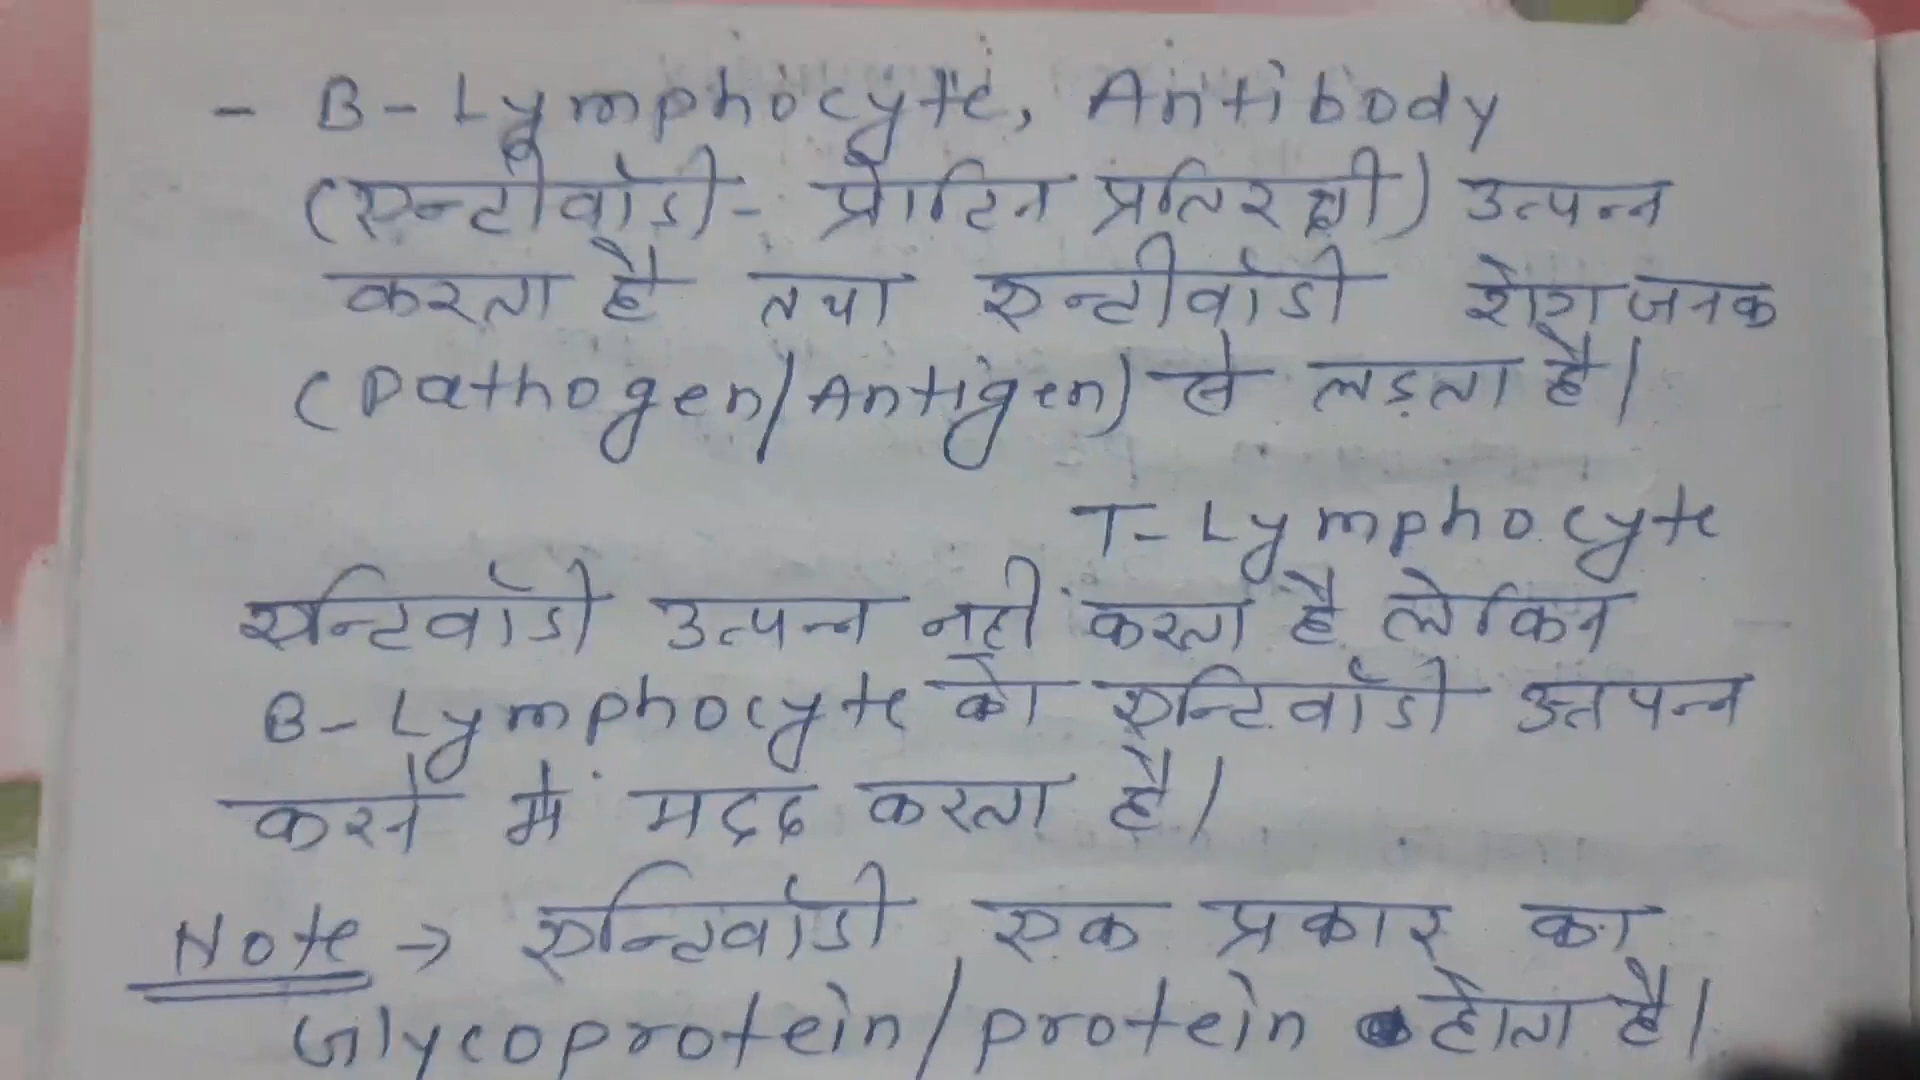 - B-Lymphocyte, Antibody
(एन्टीवॉडी - प्रोटिन प्रतिरक्षी) उत्पन्न
करता है तथा एन्टीवॉडी रोगजनक
(Pathogen/Antigen) से लड़ता है।
T-Lymphocyte
एन्टिवॉडी उत्पन्न नही करता है लेकिन
B-Lymphocyte को एन्टिवॉडी उत्तपन्न
करने में मदद करता है।
Note → एन्टिवॉडी एक प्रकार का
Glycoprotein/protein होता है।